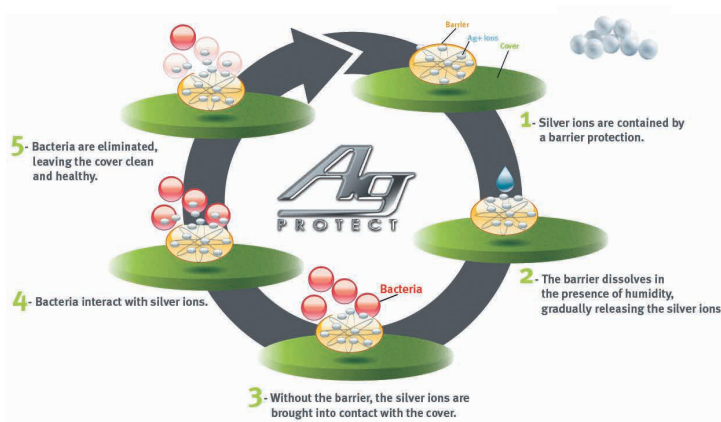 Barrier
Ag+ Ions
Cover
1- Silver ions are contained by
a barrier protection.
2- The barrier dissolves in
the presence of humidity,
gradually releasing the silver ions
Bacteria
3- Without the barrier, the silver ions are
brought into contact with the cover.
4- Bacteria interact with silver ions.
5- Bacteria are eliminated,
leaving the cover clean
and healthy.
Ag
PROTECT